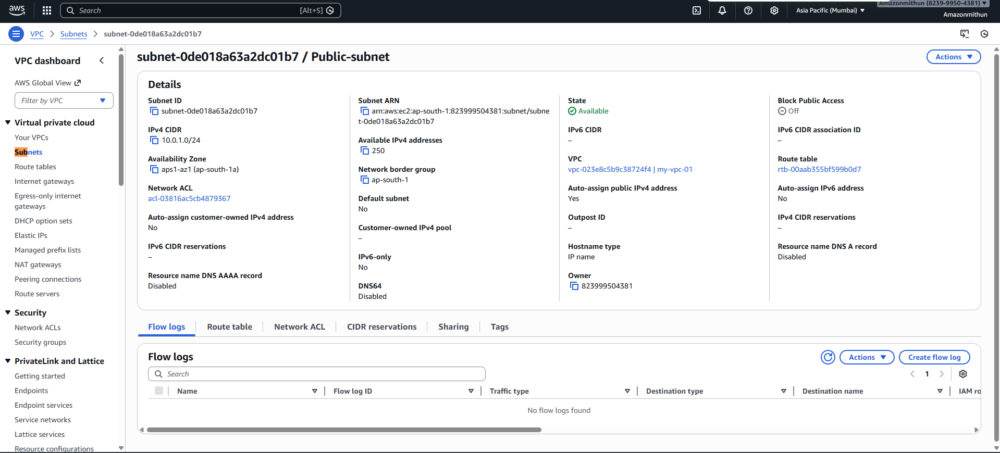 aws
Search [Alt+S]
Asia Pacific (Mumbai)
Amazonmithun (8239-9950-4381)
Amazonmithun
VPC
Subnets
subnet-0de018a63a2dc01b7
VPC dashboard
AWS Global View
Filter by VPC
Virtual private cloud
Your VPCs
Subnets
Route tables
Internet gateways
Egress-only internet
gateways
DHCP option sets
Elastic IPs
Managed prefix lists
NAT gateways
Peering connections
Route servers
Security
Network ACLs
Security groups
PrivateLink and Lattice
Getting started
Endpoints
Endpoint services
Service networks
Lattice services
Resource configurations
subnet-0de018a63a2dc01b7 / Public-subnet
Actions
Details
Subnet ID
subnet-0de018a63a2dc01b7
IPv4 CIDR
10.0.1.0/24
Availability Zone
aps1-az1 (ap-south-1a)
Network ACL
acl-03816ac5cb4879367
Auto-assign customer-owned IPv4 address
No
IPv6 CIDR reservations
–
Resource name DNS AAAA record
Disabled
Subnet ARN
arn:aws:ec2:ap-south-1:823999504381:subnet/subne
t-0de018a63a2dc01b7
Available IPv4 addresses
250
Network border group
ap-south-1
Default subnet
No
Customer-owned IPv4 pool
–
IPv6-only
No
DNS64
Disabled
State
Available
IPv6 CIDR
–
VPC
vpc-023e8c5b9c38724f4 | my-vpc-01
Auto-assign public IPv4 address
Yes
Outpost ID
–
Hostname type
IP name
Owner
823999504381
Block Public Access
Off
IPv6 CIDR association ID
–
Route table
rtb-00aab355bf599b0d7
Auto-assign IPv6 address
No
IPv4 CIDR reservations
–
Resource name DNS A record
Disabled
Flow logs
Route table
Network ACL
CIDR reservations
Sharing
Tags
Flow logs
Actions
Create flow log
Search
1
Name
Flow log ID
Traffic type
Destination type
Destination name
IAM ro
No flow logs found